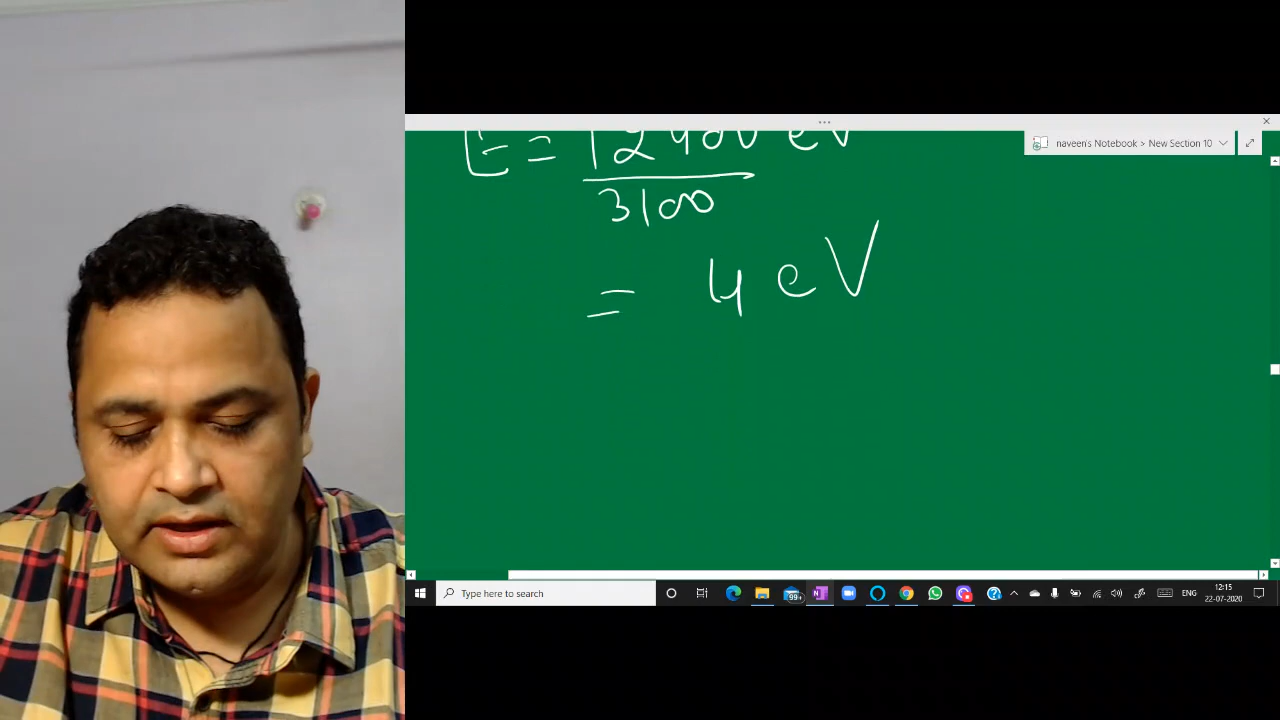 E = 12400 eV
3100
= 4 eV
naveen's Notebook > New Section 10
Type here to search
99+
N
ENG
12:15
22-07-2020